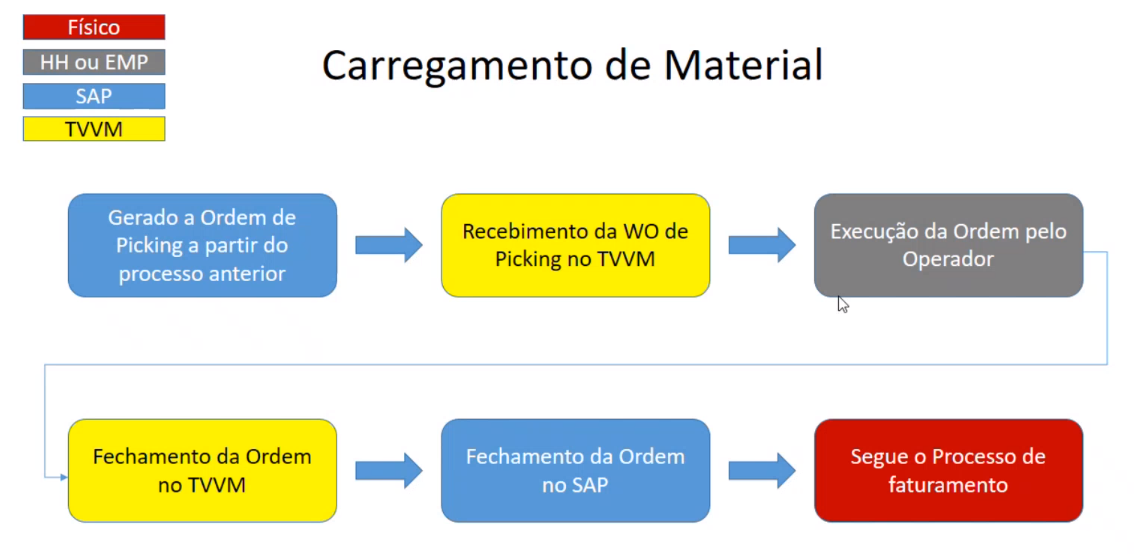 Físico
HH ou EMP
SAP
TVVM
Carregamento de Material
Gerado a Ordem de
Picking a partir do
processo anterior
Recebimento da WO de
Picking no TVVM
Execução da Ordem pelo
Operador
Fechamento da Ordem
no TVVM
Fechamento da Ordem
no SAP
Segue o Processo de
faturamento